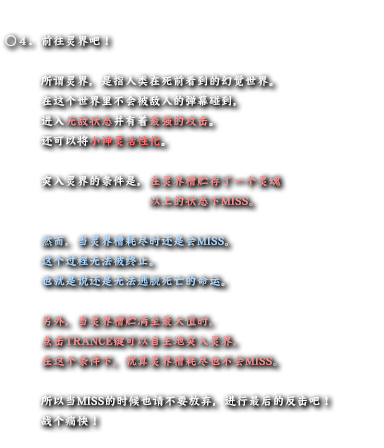 ○４．前往灵界吧！
所谓灵界，是指人类在死前看到的幻觉世界。
在这个世界里不会被敌人的弹幕碰到，
进入无敌状态并有着最强的攻击。
还可以将小神灵活性化。
突入灵界的条件是，在灵界槽贮存了一个灵魂
以上的状态下MISS。
然而，当灵界槽耗尽时还是会MISS。
这个过程无法被终止。
也就是说还是无法逃脱死亡的命运。
另外，当灵界槽贮满至最大值时，
点击TRANCE键可以自主地突入灵界，
在这个条件下，就算灵界槽耗尽也不会MISS。
所以当MISS的时候也请不要放弃，进行最后的反击吧！
战个痛快！